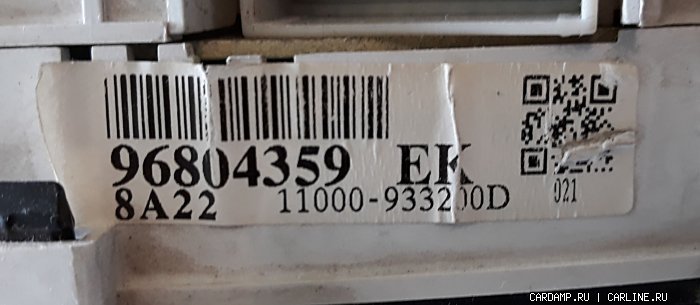 96804359 EK
8A22 11000-933200D
021
CARDAMP.RU | CARLINE.RU